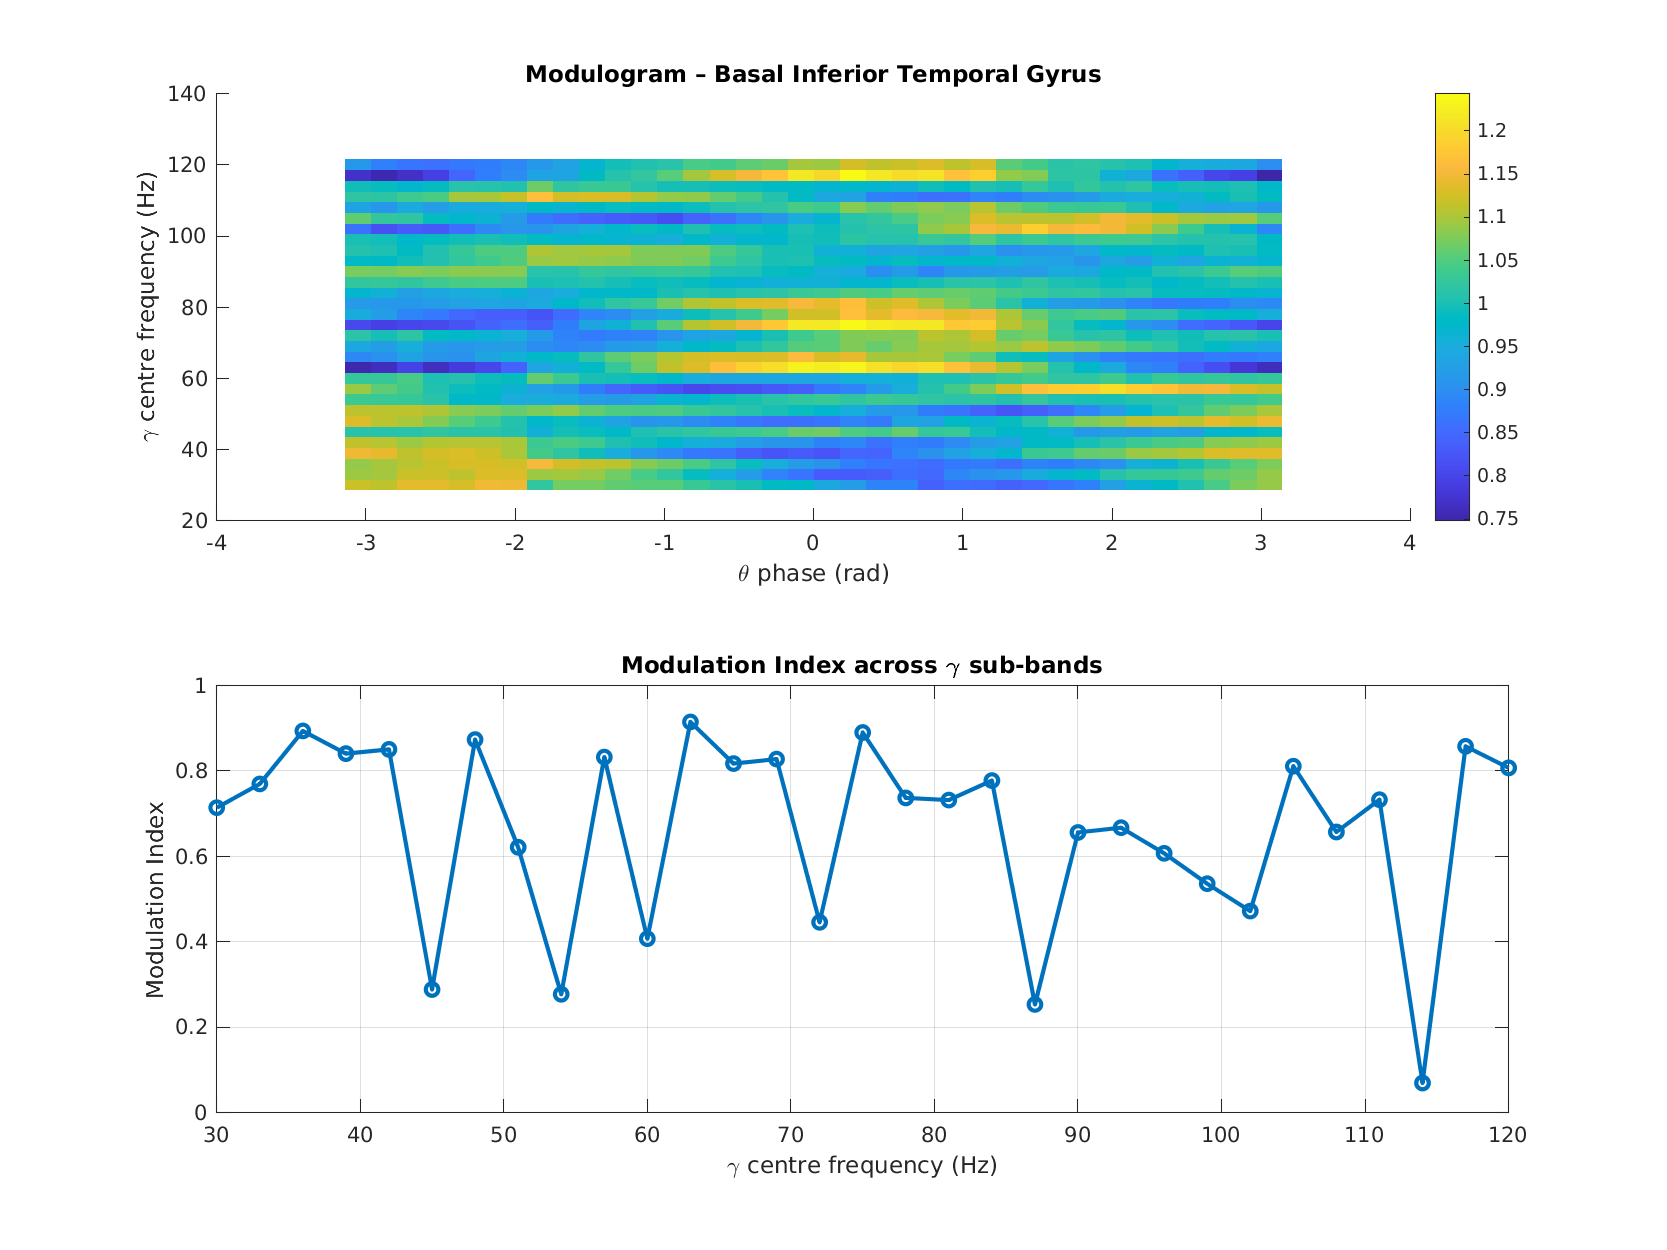 Modulogram – Basal Inferior Temporal Gyrus
140
120
100
80
60
40
20
γ centre frequency (Hz)
-4 -3 -2 -1 0 1 2 3 4
θ phase (rad)
1.2
1.15
1.1
1.05
1
0.95
0.9
0.85
0.8
0.75
Modulation Index across γ sub-bands
1
0.8
0.6
0.4
0.2
0
Modulation Index
30 40 50 60 70 80 90 100 110 120
γ centre frequency (Hz)